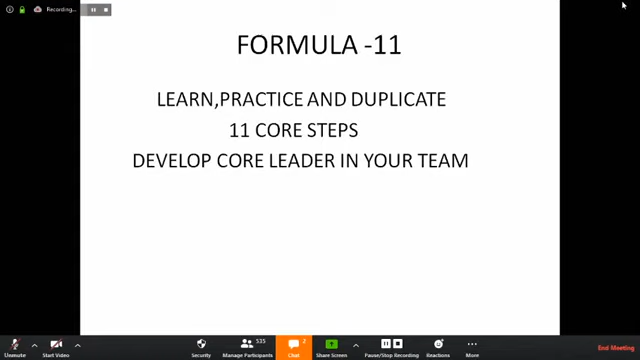 Recording...
FORMULA -11
LEARN,PRACTICE AND DUPLICATE
11 CORE STEPS
DEVELOP CORE LEADER IN YOUR TEAM
535
2
Unmute
Start Video
Security
Manage Participants
Chat
Share Screen
Pause/Stop Recording
Reactions
More
End Meeting